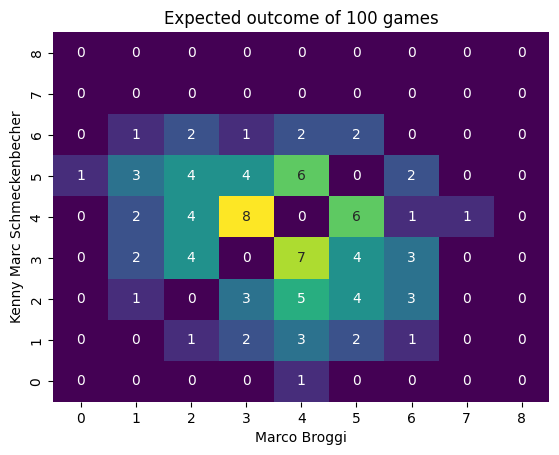 Expected outcome of 100 games
Kenny Marc Schmeckenbecher
8 0 0 0 0 0 0 0 0 0
7 0 0 0 0 0 0 0 0 0
6 0 1 2 1 2 2 0 0 0
5 1 3 4 4 6 0 2 0 0
4 0 2 4 8 0 6 1 1 0
3 0 2 4 0 7 4 3 0 0
2 0 1 0 3 5 4 3 0 0
1 0 0 1 2 3 2 1 0 0
0 0 0 0 0 1 0 0 0 0
0 1 2 3 4 5 6 7 8
Marco Broggi